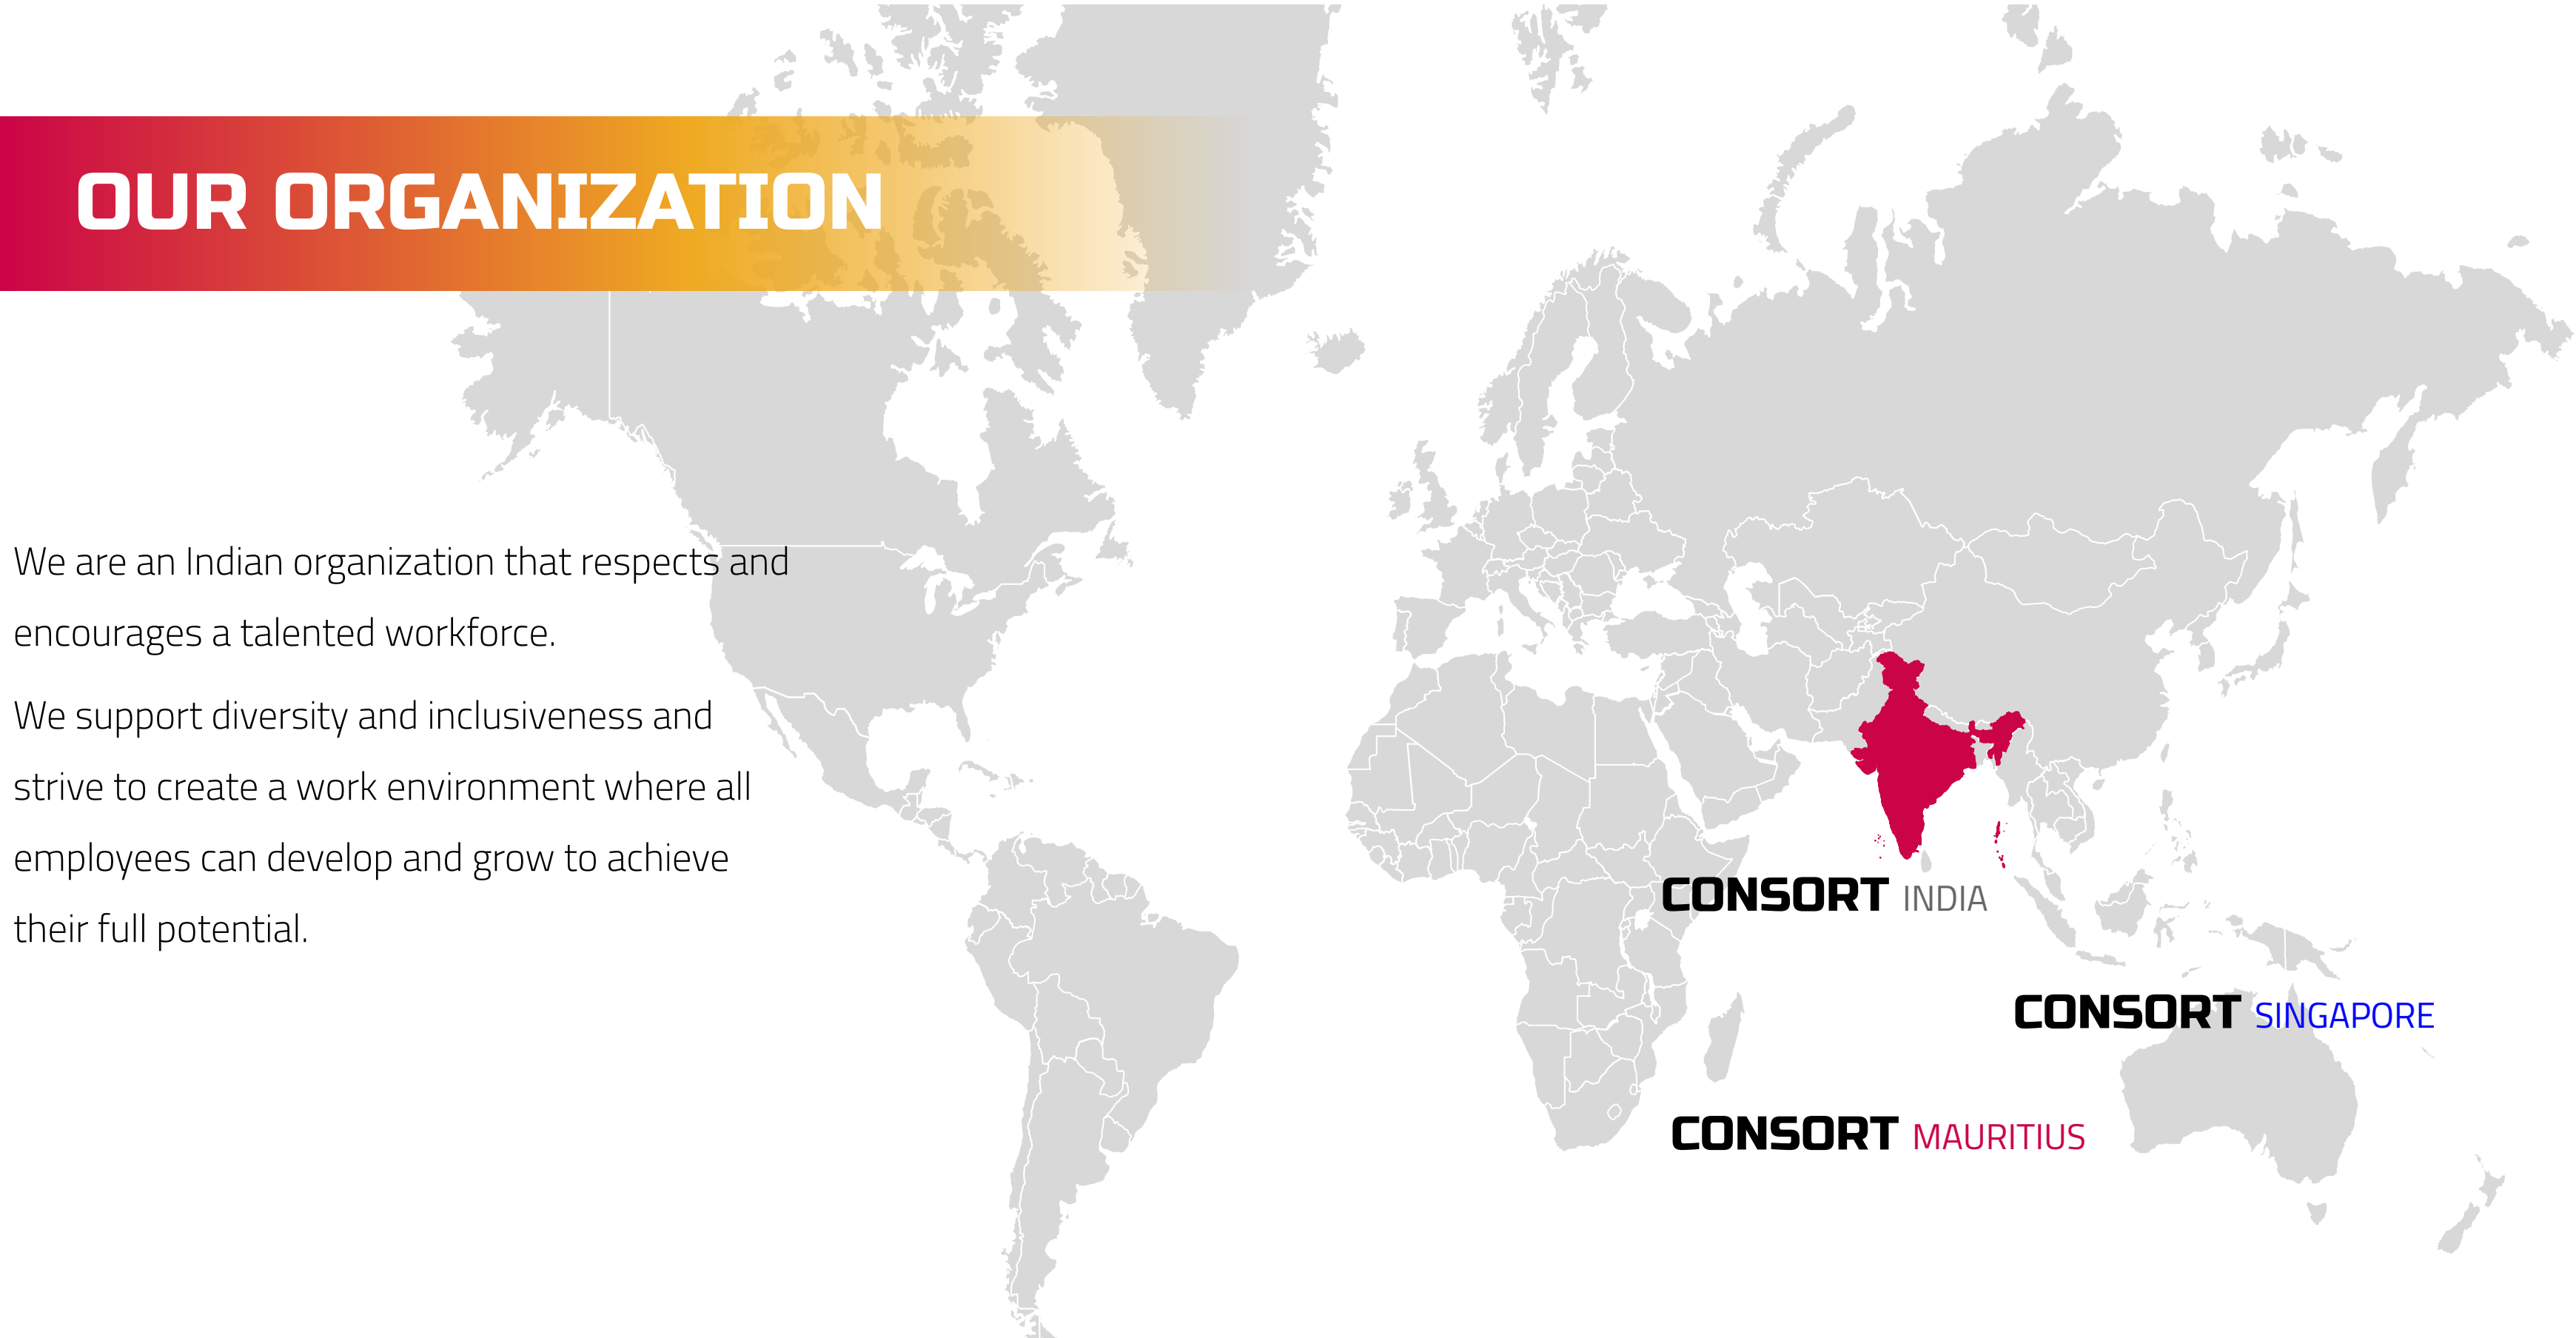 OUR ORGANIZATION
We are an Indian organization that respects and
encourages a talented workforce.
We support diversity and inclusiveness and
strive to create a work environment where all
employees can develop and grow to achieve
their full potential.
CONSORT INDIA
CONSORT SINGAPORE
CONSORT MAURITIUS